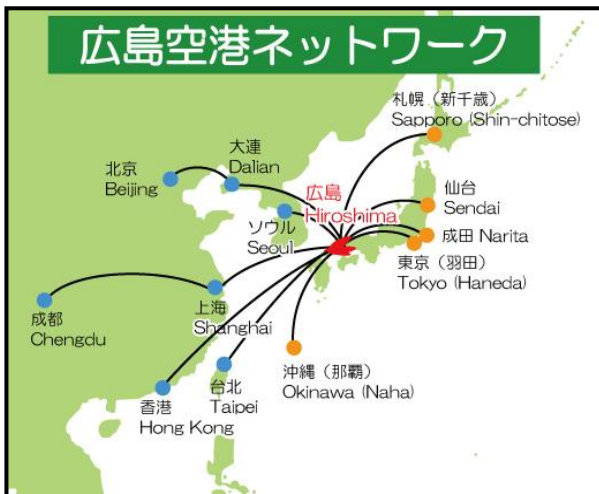 広島空港ネットワーク
札幌（新千歳）
Sapporo (Shin-chitose)
大連
Dalian
北京
Beijing
広島
Hiroshima
仙台
Sendai
ソウル
Seoul
成田 Narita
東京（羽田）
Tokyo (Haneda)
成都
Chengdu
上海
Shanghai
沖縄（那覇）
Okinawa (Naha)
台北
Taipei
香港
Hong Kong